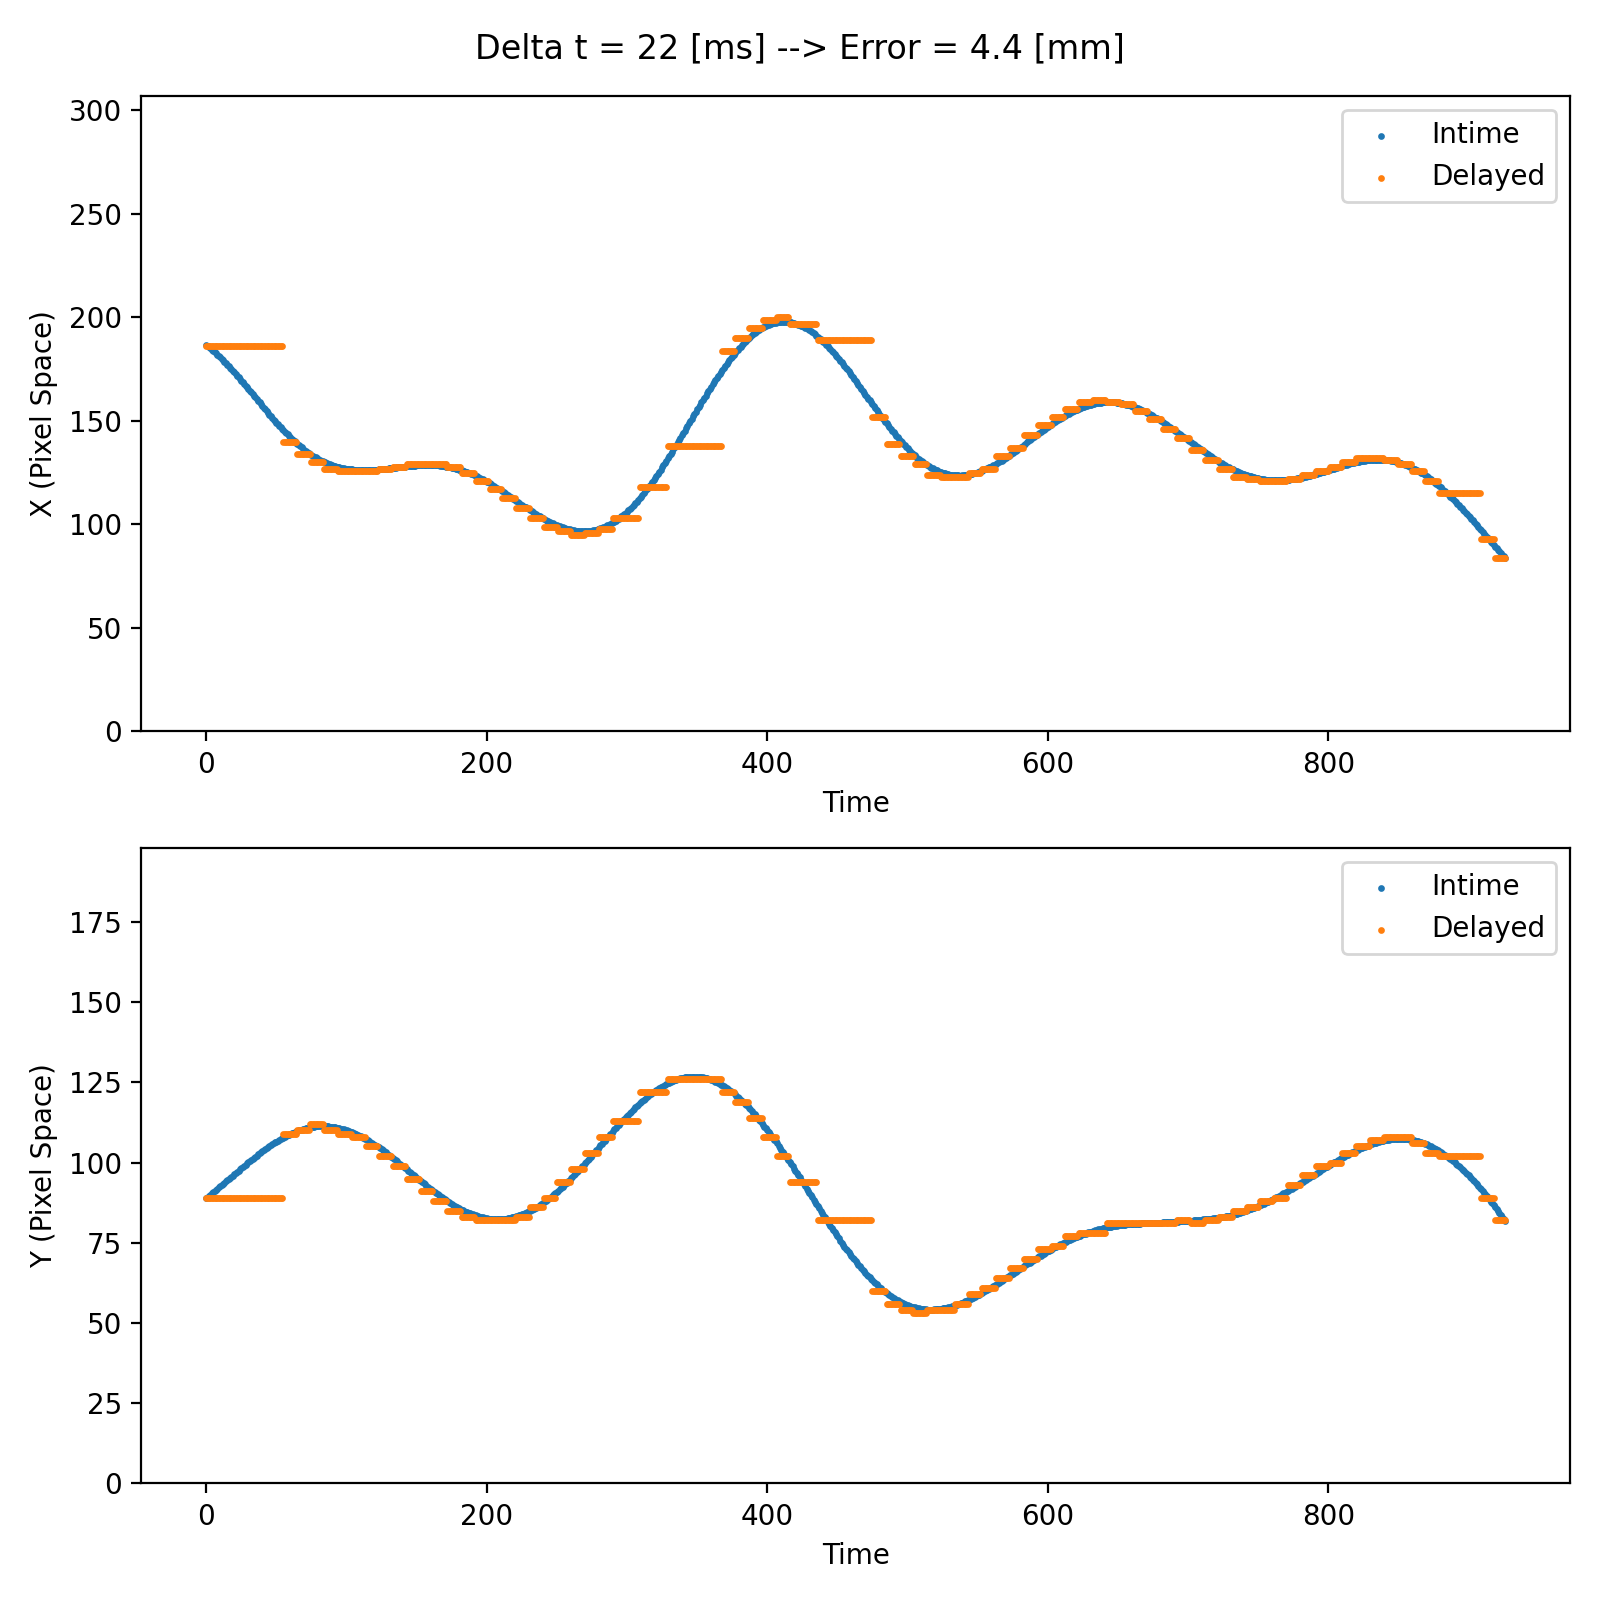 Delta t = 22 [ms] --> Error = 4.4 [mm]
300
250
200
150
100
50
0
X (Pixel Space)
Intime
Delayed
0 200 400 600 800
Time
175
150
125
100
75
50
25
0
Y (Pixel Space)
Intime
Delayed
0 200 400 600 800
Time